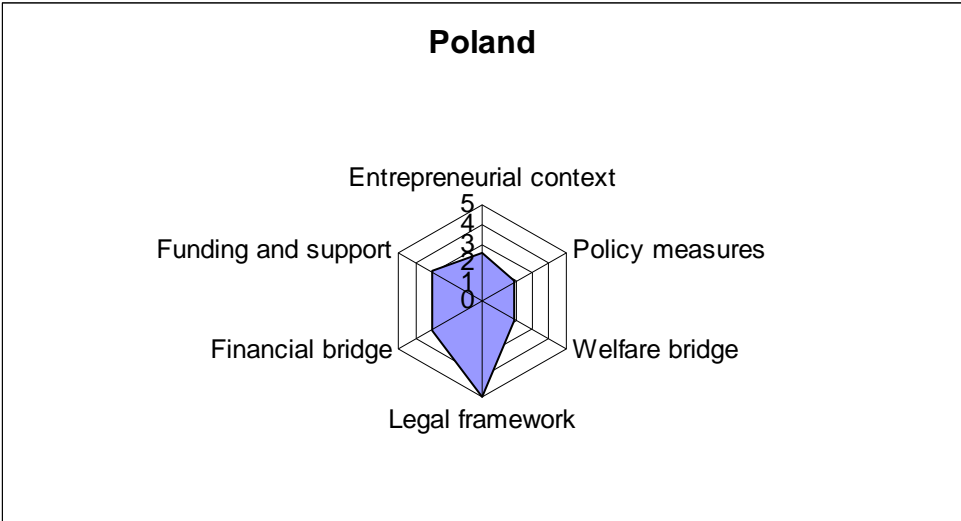 Poland
Entrepreneurial context
5
4
3
2
1
0
Funding and support
Policy measures
Financial bridge
Welfare bridge
Legal framework